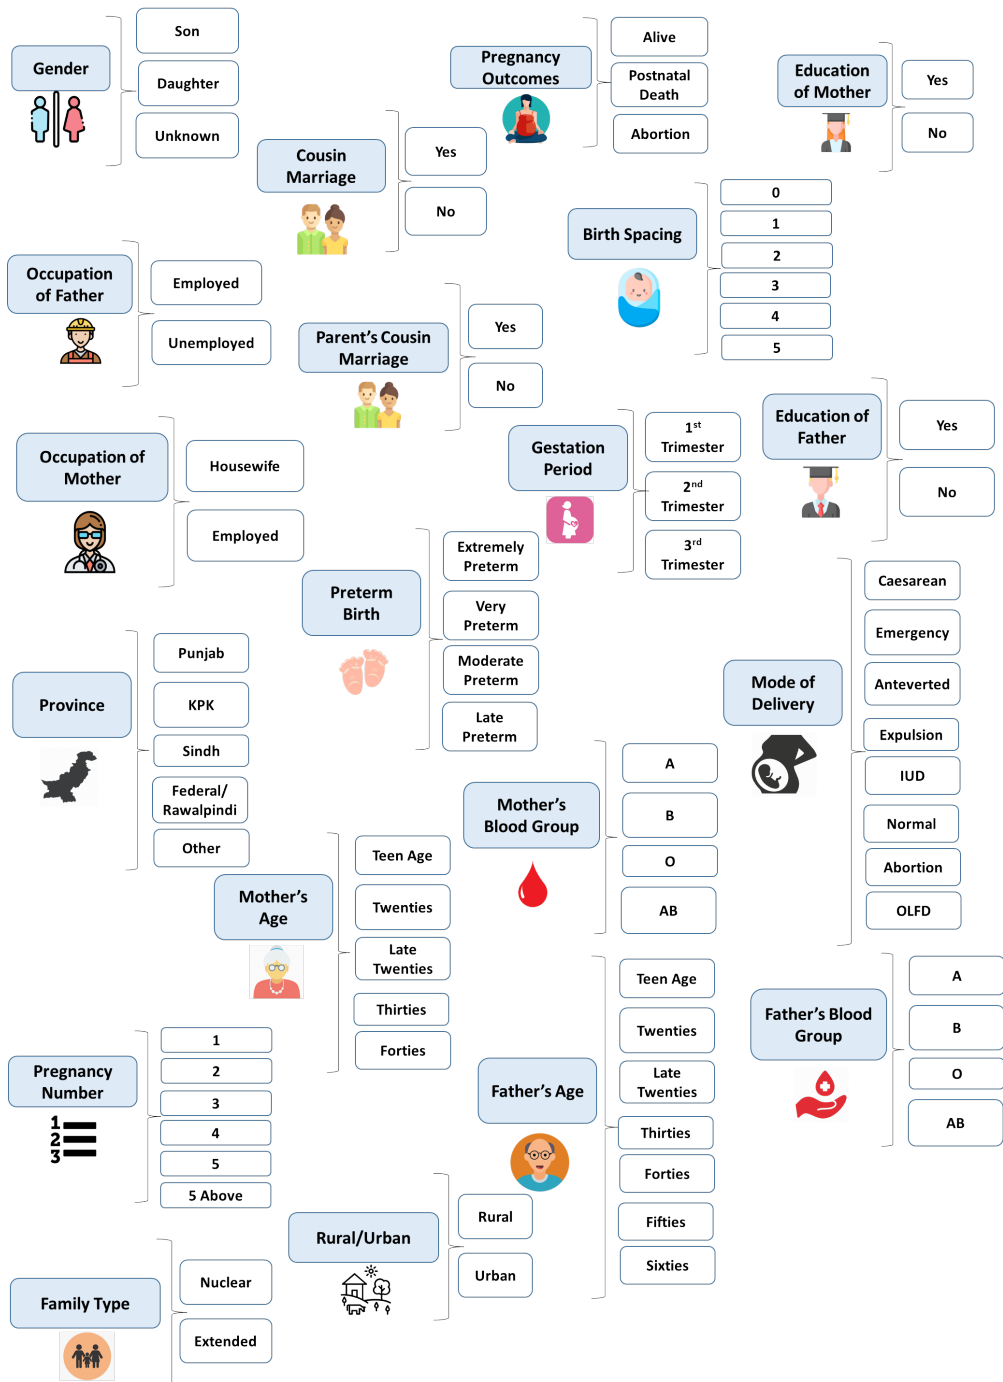 Gender
Son
Daughter
Unknown
Cousin
Marriage
Yes
No
Pregnancy
Outcomes
Alive
Postnatal
Death
Abortion
Education
of Mother
Yes
No
Birth Spacing
0
1
2
3
4
5
Occupation
of Father
Employed
Unemployed
Parent's Cousin
Marriage
Yes
No
Occupation of
Mother
Housewife
Employed
Gestation
Period
1st
Trimester
2nd
Trimester
3rd
Trimester
Education of
Father
Yes
No
Preterm
Birth
Extremely
Preterm
Very
Preterm
Moderate
Preterm
Late
Preterm
Province
Punjab
KPK
Sindh
Federal/
Rawalpindi
Other
Mode of
Delivery
Caesarean
Emergency
Anteverted
Expulsion
IUD
Normal
Abortion
OLFD
Mother's
Blood Group
A
B
O
AB
Mother's
Age
Teen Age
Twenties
Late
Twenties
Thirties
Forties
Father's Age
Teen Age
Twenties
Late
Twenties
Thirties
Forties
Fifties
Sixties
Father's Blood
Group
A
B
O
AB
Pregnancy
Number
1
2
3
1
2
3
4
5
5 Above
Rural/Urban
Rural
Urban
Family Type
Nuclear
Extended